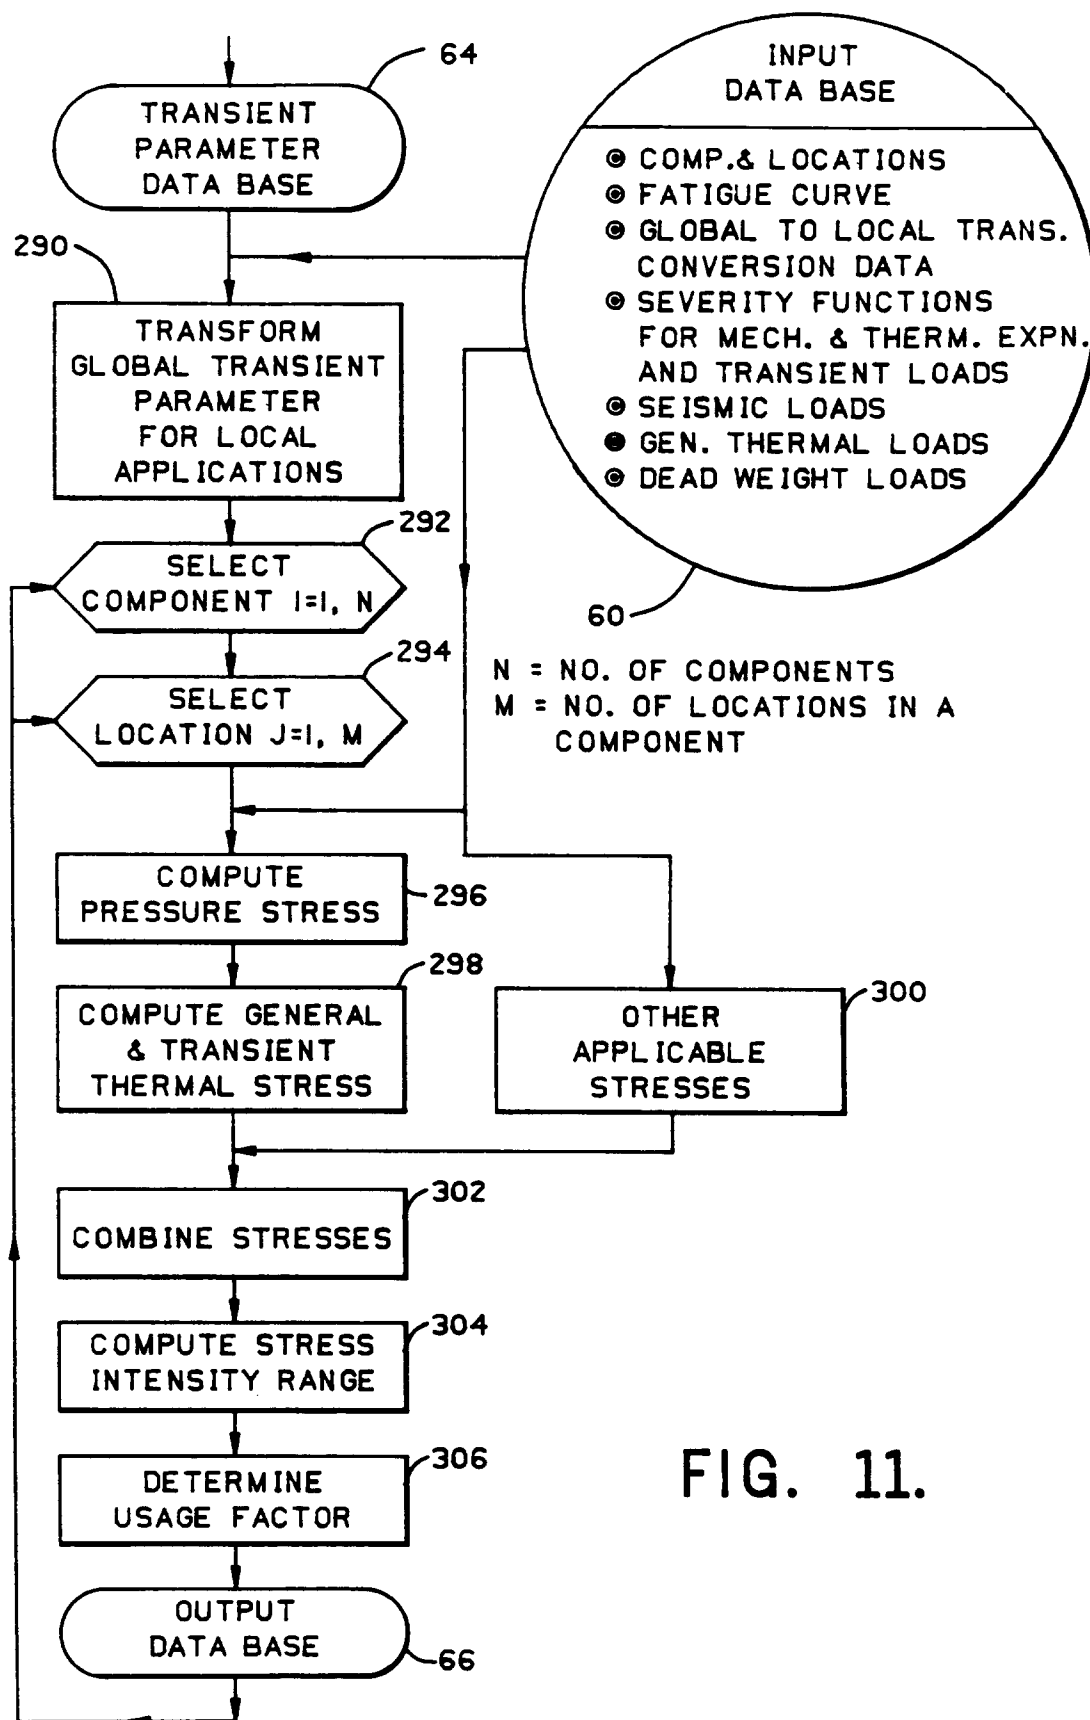 64
TRANSIENT
PARAMETER
DATA BASE
INPUT
DATA BASE
COMP.& LOCATIONS
FATIGUE CURVE
GLOBAL TO LOCAL TRANS.
CONVERSION DATA
SEVERITY FUNCTIONS
FOR MECH. & THERM. EXPN.
AND TRANSIENT LOADS
SEISMIC LOADS
GEN. THERMAL LOADS
DEAD WEIGHT LOADS
60
290
TRANSFORM
GLOBAL TRANSIENT
PARAMETER
FOR LOCAL
APPLICATIONS
292
SELECT
COMPONENT I=I, N
294
SELECT
LOCATION J=I, M
N = NO. OF COMPONENTS
M = NO. OF LOCATIONS IN A
COMPONENT
COMPUTE
PRESSURE STRESS
296
298
COMPUTE GENERAL
& TRANSIENT
THERMAL STRESS
300
OTHER
APPLICABLE
STRESSES
302
COMBINE STRESSES
304
COMPUTE STRESS
INTENSITY RANGE
306
DETERMINE
USAGE FACTOR
OUTPUT
DATA BASE
66
FIG. 11.